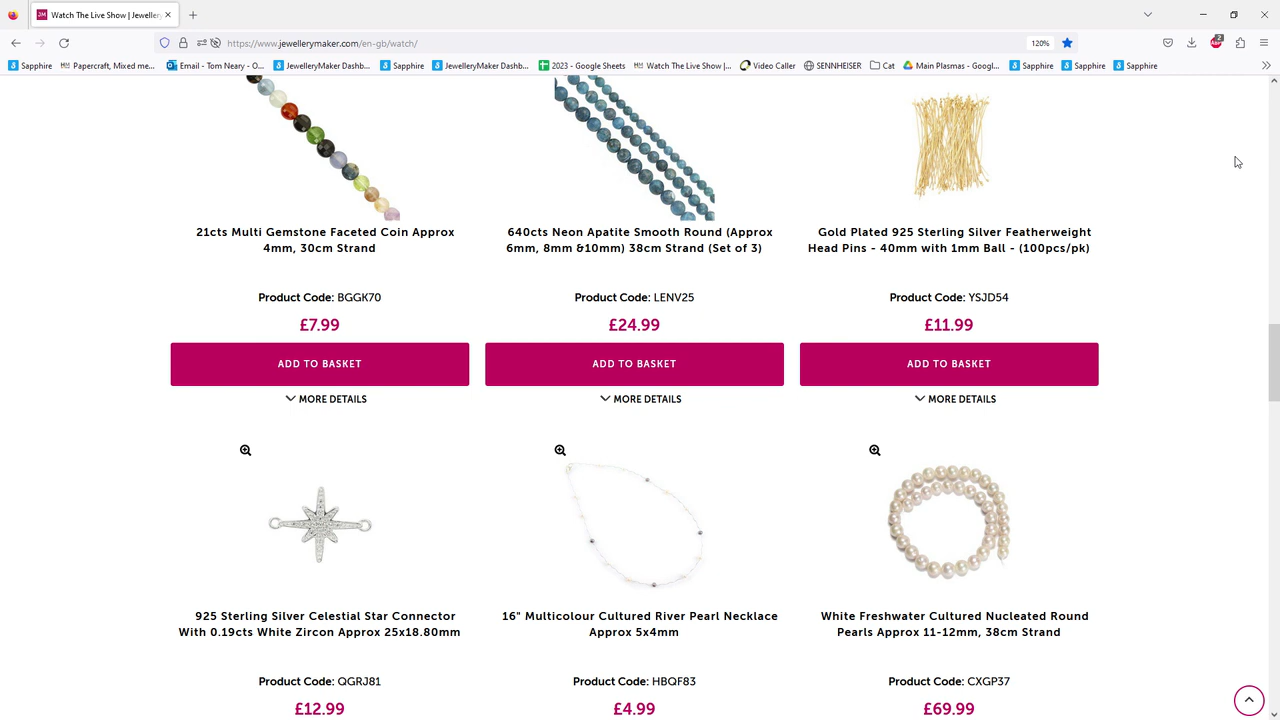 Watch The Live Show | Jeweller
https://www.jewellerymaker.com/en-gb/watch/
120%
2
Sapphire
Papercraft, Mixed me...
Email - Tom Neary - O...
JewelleryMaker Dashb...
Sapphire
JewelleryMaker Dashb...
2023 - Google Sheets
Watch The Live Show |...
Video Caller
SENNHEISER
Cat
Main Plasmas - Googl...
Sapphire
Sapphire
Sapphire
21cts Multi Gemstone Faceted Coin Approx
4mm, 30cm Strand
Product Code: BGGK70
£7.99
ADD TO BASKET
MORE DETAILS
640cts Neon Apatite Smooth Round (Approx
6mm, 8mm &10mm) 38cm Strand (Set of 3)
Product Code: LENV25
£24.99
ADD TO BASKET
MORE DETAILS
Gold Plated 925 Sterling Silver Featherweight
Head Pins - 40mm with 1mm Ball - (100pcs/pk)
Product Code: YSJD54
£11.99
ADD TO BASKET
MORE DETAILS
925 Sterling Silver Celestial Star Connector
With 0.19cts White Zircon Approx 25x18.80mm
Product Code: QGRJ81
£12.99
16" Multicolour Cultured River Pearl Necklace
Approx 5x4mm
Product Code: HBQF83
£4.99
White Freshwater Cultured Nucleated Round
Pearls Approx 11-12mm, 38cm Strand
Product Code: CXGP37
£69.99